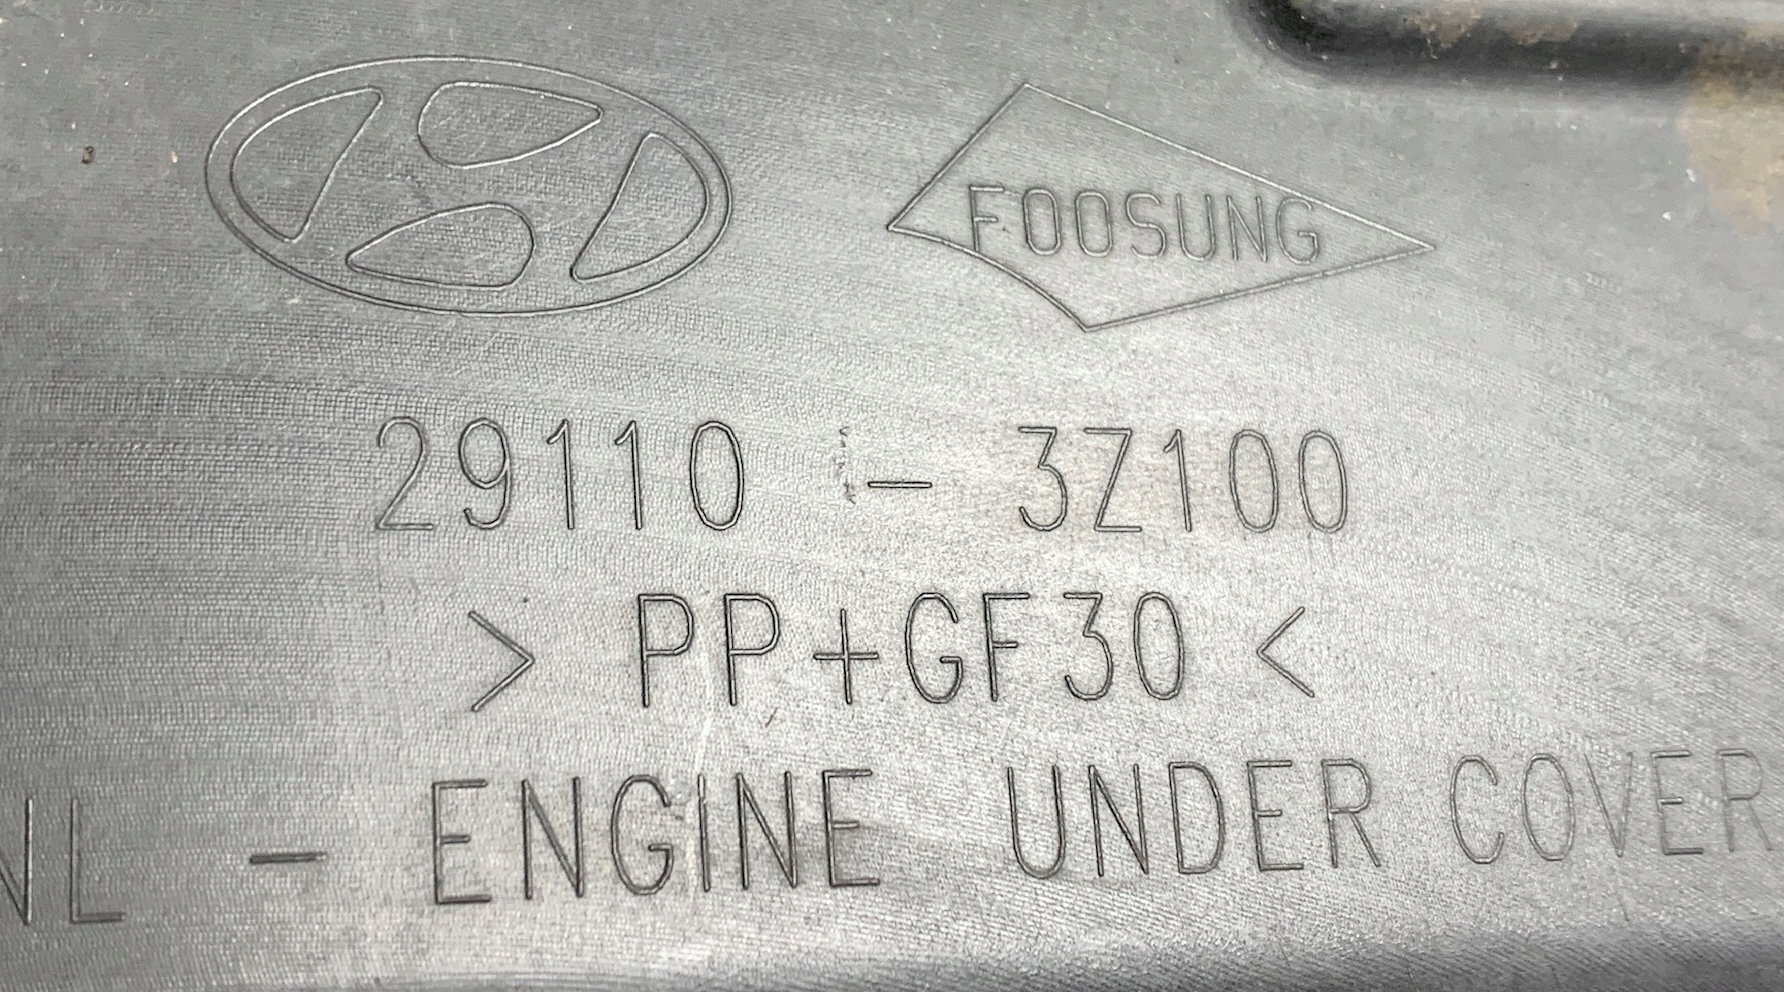 FOOSUNG
29110 - 3Z100
> PP+GF30 <
NL - ENGINE UNDER COVER